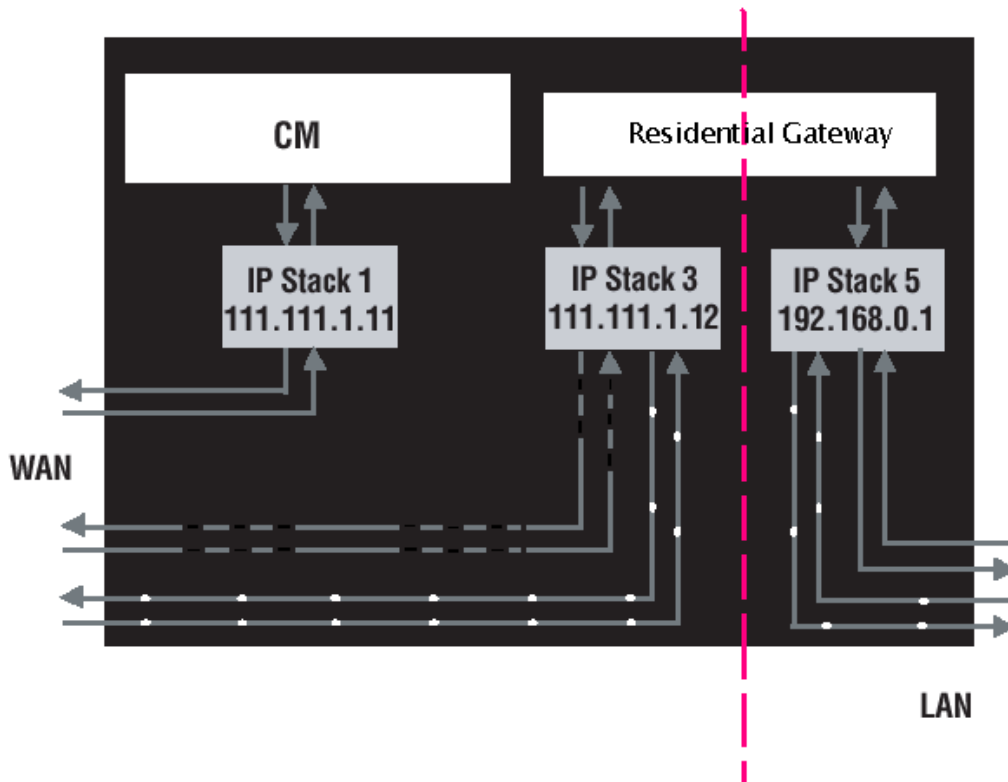 CM
Residential Gateway
IP Stack 1
111.111.1.11
IP Stack 3
111.111.1.12
IP Stack 5
192.168.0.1
WAN
LAN